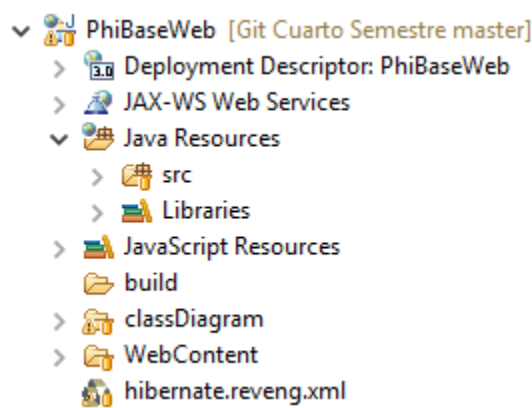 PhiBaseWeb [Git Cuarto Semestre master]
3.0 Deployment Descriptor: PhiBaseWeb
JAX-WS Web Services
Java Resources
src
Libraries
JavaScript Resources
build
classDiagram
WebContent
hibernate.reveng.xml